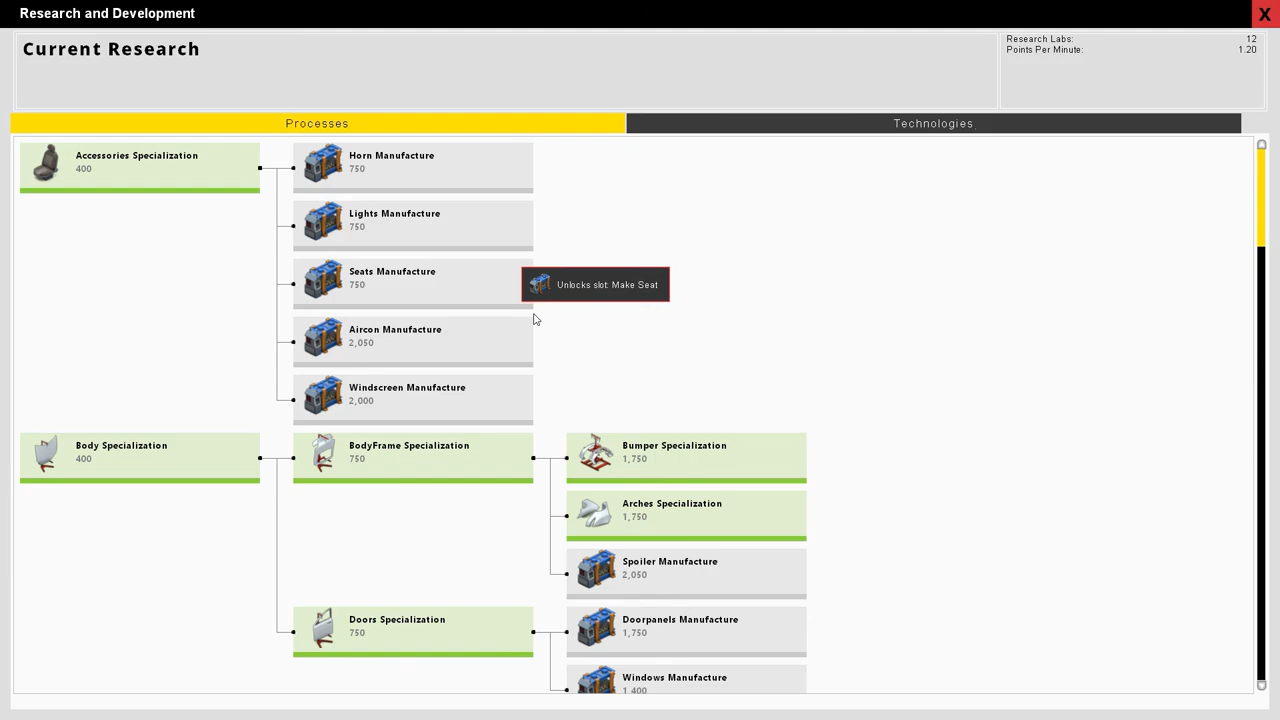 Research and Development
X
Current Research
Research Labs: 12
Points Per Minute: 1.20
Processes
Technologies
Accessories Specialization
400
Horn Manufacture
750
Lights Manufacture
750
Seats Manufacture
750
Unlocks slot: Make Seat
Aircon Manufacture
2,050
Windscreen Manufacture
2,000
Body Specialization
400
BodyFrame Specialization
750
Bumper Specialization
1,750
Arches Specialization
1,750
Spoiler Manufacture
2,050
Doors Specialization
750
Doorpanels Manufacture
1,750
Windows Manufacture
1,400